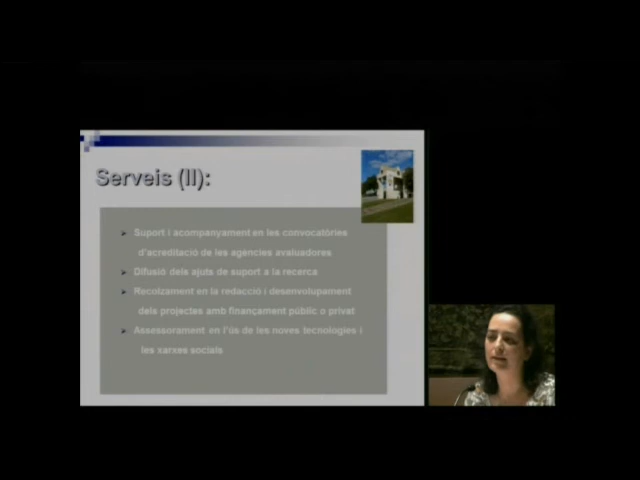 Serveis (II):
Suport i acompanyament en les convocatòries
d'acreditació de les agències avaluadores
Difusió dels ajuts de suport a la recerca
Recolzament en la redacció i desenvolupament
dels projectes amb finançament públic o privat
Assessorament en l'ús de les noves tecnologies i
les xarxes socials